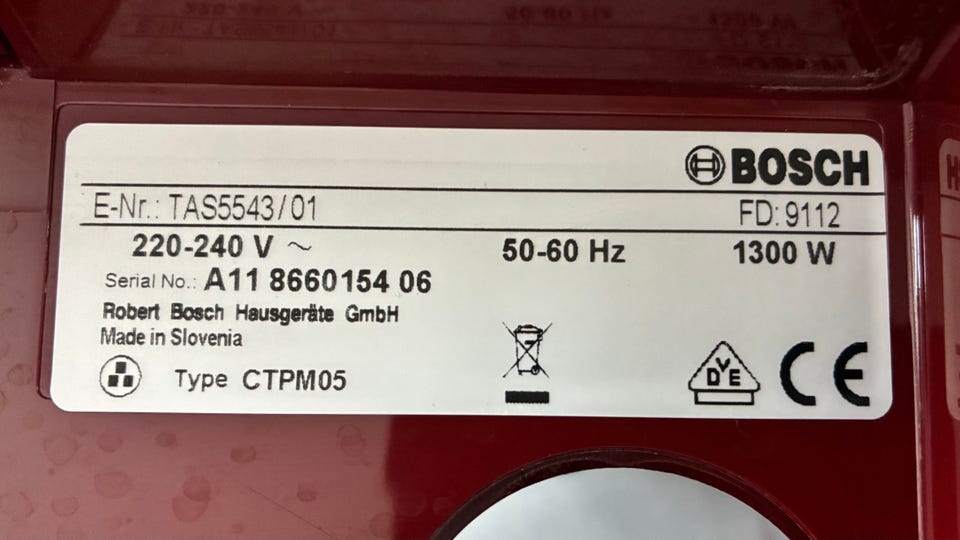 BOSCH
E-Nr.: TAS5543/01 FD: 9112
220-240 V ~ 50-60 Hz 1300 W
Serial No.: A11 8660154 06
Robert Bosch Hausgeräte GmbH
Made in Slovenia
Type CTPM05
VDE CE